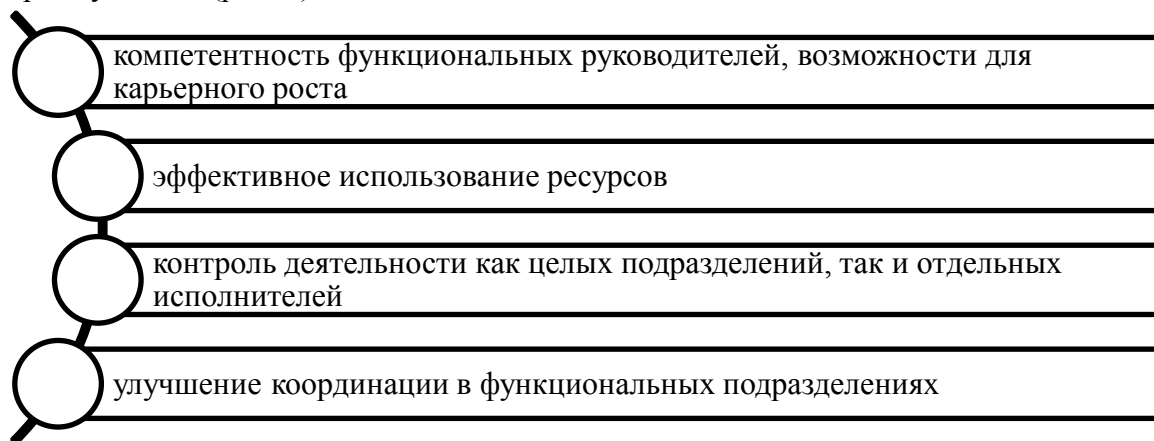 компетентность функциональных руководителей, возможности для
карьерного роста
эффективное использование ресурсов
контроль деятельности как целых подразделений, так и отдельных
исполнителей
улучшение координации в функциональных подразделениях